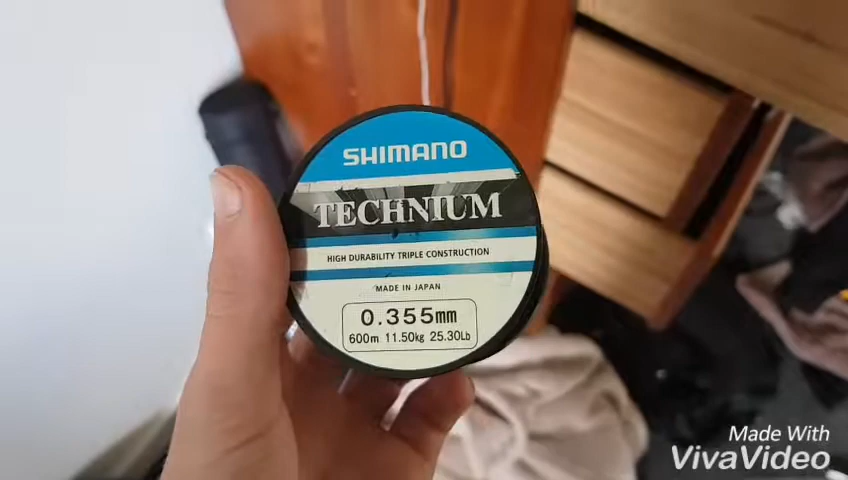 SHIMANO
TECHNIUM
HIGH DURABILITY TRIPLE CONSTRUCTION
MADE IN JAPAN
0.355mm
600m 11.50kg 25.30Lb
Made With
VivaVideo